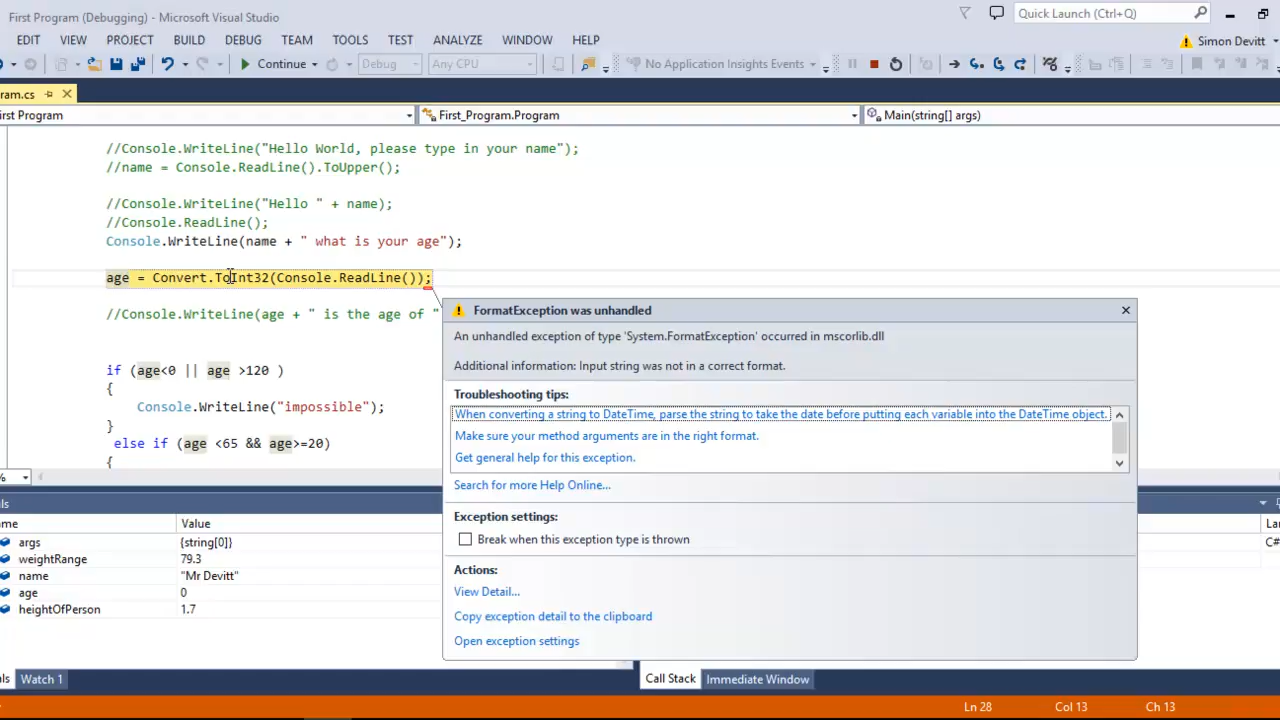 First Program (Debugging) - Microsoft Visual Studio
Quick Launch (Ctrl+Q)
EDIT VIEW PROJECT BUILD DEBUG TEAM TOOLS TEST ANALYZE WINDOW HELP
Simon Devitt
Continue Debug Any CPU No Application Insights Events
ram.cs
irst Program First_Program.Program Main(string[] args)
//Console.WriteLine("Hello World, please type in your name");
//name = Console.ReadLine().ToUpper();
//Console.WriteLine("Hello " + name);
//Console.ReadLine();
Console.WriteLine(name + " what is your age");
age = Convert.ToInt32(Console.ReadLine());
//Console.WriteLine(age + " is the age of "
if (age<0 || age >120 )
{
Console.WriteLine("impossible");
}
else if (age <65 && age>=20)
{
FormatException was unhandled
An unhandled exception of type 'System.FormatException' occurred in mscorlib.dll
Additional information: Input string was not in a correct format.
Troubleshooting tips:
When converting a string to DateTime, parse the string to take the date before putting each variable into the DateTime object.
Make sure your method arguments are in the right format.
Get general help for this exception.
Search for more Help Online...
Exception settings:
Break when this exception type is thrown
Actions:
View Detail...
Copy exception detail to the clipboard
Open exception settings
%
als
ame Value
args {string[0]}
weightRange 79.3
name "Mr Devitt"
age 0
heightOfPerson 1.7
La
C#
als Watch 1
Call Stack Immediate Window
Ln 28 Col 13 Ch 13